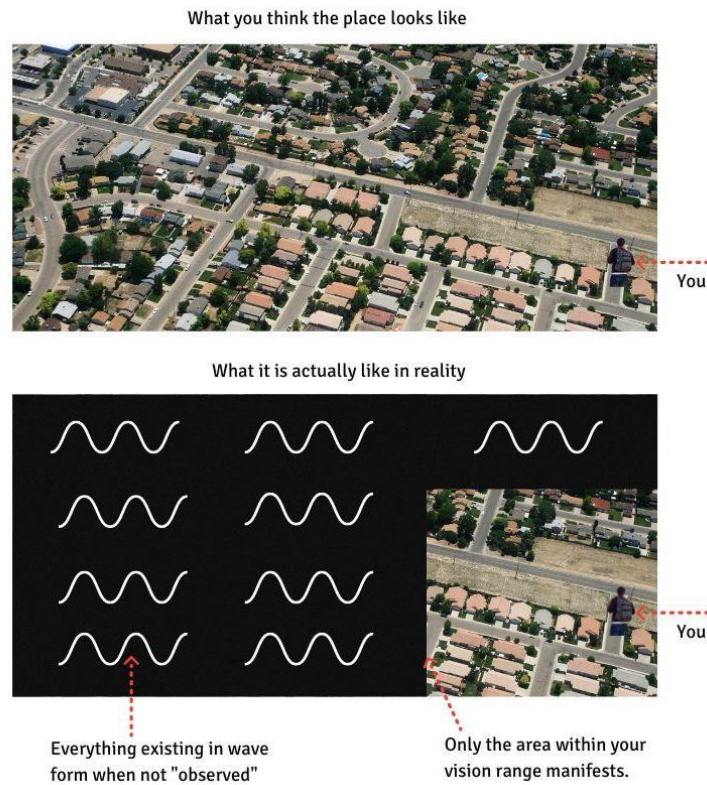 What you think the place looks like
You
What it is actually like in reality
You
Everything existing in wave
form when not "observed"
Only the area within your
vision range manifests.